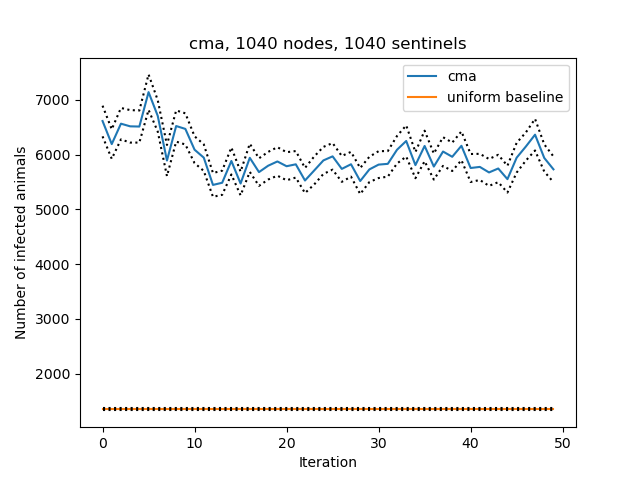 cma, 1040 nodes, 1040 sentinels
cma
uniform baseline
Number of infected animals
7000
6000
5000
4000
3000
2000
0
10
20
30
40
50
Iteration